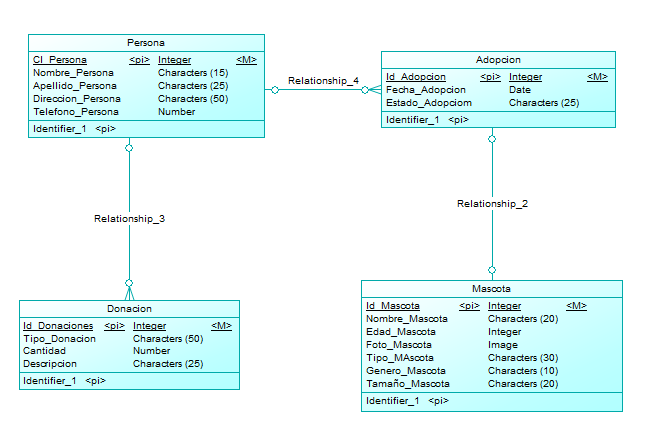 Persona
CI_Persona <pi> Integer <M>
Nombre_Persona Characters (15)
Apellido_Persona Characters (25)
Direccion_Persona Characters (50)
Telefono_Persona Number
Identifier_1 <pi>
Relationship_4
Adopcion
Id_Adopcion <pi> Integer <M>
Fecha_Adopcion Date
Estado_Adopciom Characters (25)
Identifier_1 <pi>
Relationship_3
Relationship_2
Donacion
Id_Donaciones <pi> Integer <M>
Tipo_Donacion Characters (50)
Cantidad Number
Descripcion Characters (25)
Identifier_1 <pi>
Mascota
Id_Mascota <pi> Integer <M>
Nombre_Mascota Characters (20)
Edad_Mascota Integer
Foto_Mascota Image
Tipo_MAscota Characters (30)
Genero_Mascota Characters (10)
Tamaño_Mascota Characters (20)
Identifier_1 <pi>